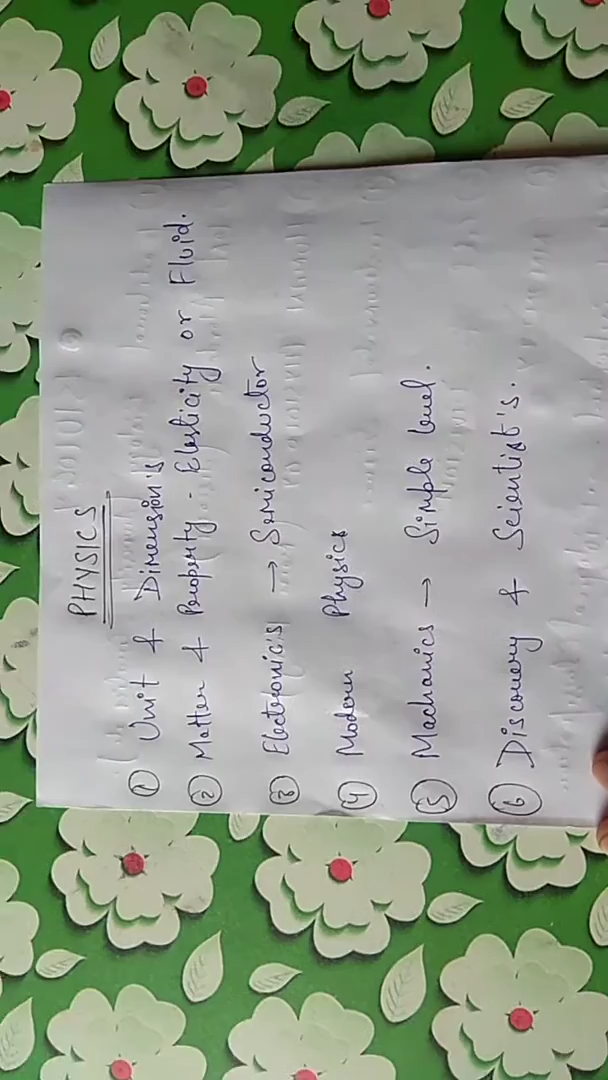 PHYSICS
① Unit & Dimension's
② Matter & Property - Elasticity or Fluid.
③ Electronic's → Semiconductor
④ Modern Physics
⑤ Machanics → Simple level.
⑥ Discovery & Scientist's.